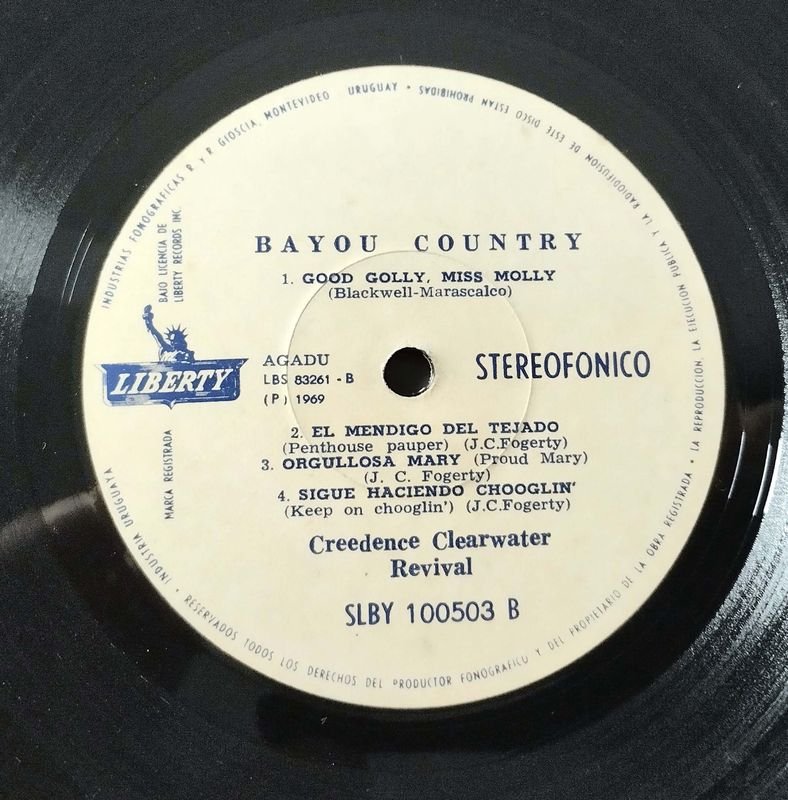 BAYOU COUNTRY
1. GOOD GOLLY, MISS MOLLY
(Blackwell-Marascalco)
LIBERTY
BAJO LICENCIA DE
LIBERTY RECORDS INC.
MARCA REGISTRADA
AGADU
LBS 83261 - B
(P) 1969
STEREOFONICO
2. EL MENDIGO DEL TEJADO
(Penthouse pauper) (J.C.Fogerty)
3. ORGULLOSA MARY (Proud Mary)
(J. C. Fogerty)
4. SIGUE HACIENDO CHOOGLIN'
(Keep on chooglin') (J.C.Fogerty)
Creedence Clearwater
Revival
SLBY 100503 B
INDUSTRIAS FONOGRAFICAS R. y R. GIOSCIA, MONTEVIDEO URUGUAY •
INDUSTRIA URUGUAYA • RESERVADOS TODOS LOS DERECHOS DEL PRODUCTOR FONOGRAFICO Y DEL PROPIETARIO DE LA OBRA REGISTRADA • LA REPRODUCCION, LA EJECUCION PUBLICA Y LA RADIODIFUSION DE ESTE DISCO ESTAN PROHIBIDAS